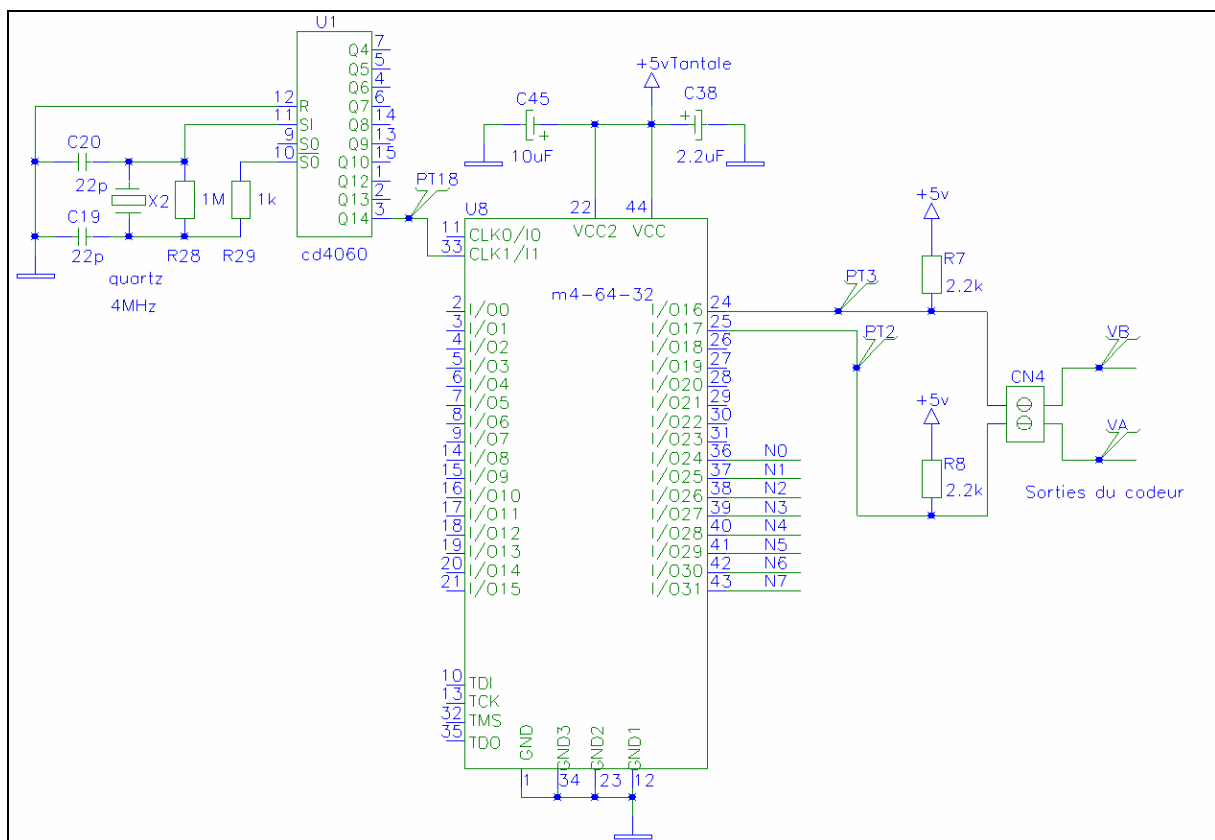 U1
Q4 7
Q5 5
Q6 4
Q7 6
Q8 14
Q9 13
Q10 15
Q12 1
Q13 2
Q14 3
12 R
11 SI
9 SO
10 SO
cd4060
C20
22p
C19
22p
X2
quartz
4MHz
1M
R28
1k
R29
PT18
+5vTantale
C45
10uF
C38
2.2uF
U8
22
VCC2
44
VCC
11 CLK0/I0
33 CLK1/I1
m4-64-32
2 I/O0
3 I/O1
4 I/O2
5 I/O3
6 I/O4
7 I/O5
8 I/O6
9 I/O7
14 I/O8
15 I/O9
16 I/O10
17 I/O11
18 I/O12
19 I/O13
20 I/O14
21 I/O15
I/O16 24
I/O17 25
I/O18 26
I/O19 27
I/O20 28
I/O21 29
I/O22 30
I/O23 31
I/O24 36 N0
I/O25 37 N1
I/O26 38 N2
I/O27 39 N3
I/O28 40 N4
I/O29 41 N5
I/O30 42 N6
I/O31 43 N7
10 TDI
13 TCK
32 TMS
35 TDO
GND
GND3
GND2
GND1
1
34
23
12
PT3
PT2
+5v
R7
2.2k
+5v
R8
2.2k
CN4
VB
VA
Sorties du codeur